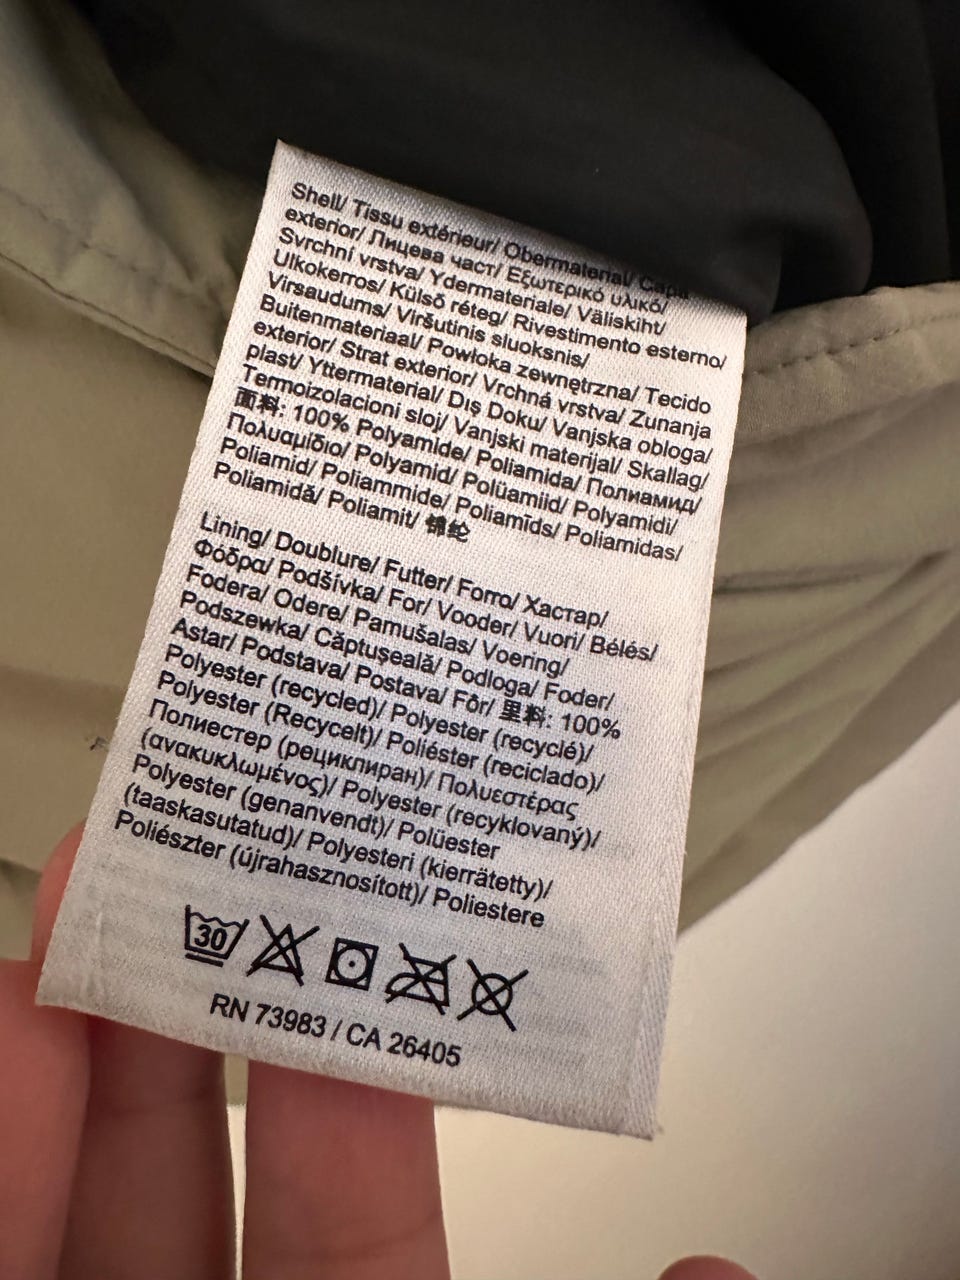 Shell/ Tissu extérieur/ Obermaterial/ Capa
exterior/ Лицева част/ Εξωτερικό υλικό/
Svrchní vrstva/ Ydermateriale/ Väliskiht/
Ulkokerros/ Külső réteg/ Rivestimento esterno/
Virsaudums/ Viršutinis sluoksnis/
Buitenmateriaal/ Powłoka zewnętrzna/ Tecido
exterior/ Strat exterior/ Vrchná vrstva/ Zunanja
plast/ Yttermaterial/ Dış Doku/ Vanjska obloga/
Termoizolacioni sloj/ Vanjski materijal/ Skallag/
面料: 100% Polyamide/ Poliamida/ Полиамид/
Πολυαμίδιο/ Polyamid/ Polüamiid/ Polyamidi/
Poliamid/ Poliammide/ Poliamīds/ Poliamidas/
Poliamidă/ Poliamit/ 锦纶
Lining/ Doublure/ Futter/ Forro/ Хастар/
Φόδρα/ Podšívka/ For/ Vooder/ Vuori/ Bélés/
Fodera/ Odere/ Pamušalas/ Voering/
Podszewka/ Căptușeală/ Podloga/ Foder/
Astar/ Podstava/ Postava/ Fôr/ 里料: 100%
Polyester (recycled)/ Polyester (recyclé)/
Polyester (Recycelt)/ Poliéster (reciclado)/
Полиестер (рециклиран)/ Πολυεστέρας
(ανακυκλωμένος)/ Polyester (recyklovaný)/
Polyester (genanvendt)/ Polüester
(taaskasutatud)/ Polyesteri (kierrätetty)/
Poliészter (újrahasznosított)/ Poliestere
30
RN 73983 / CA 26405